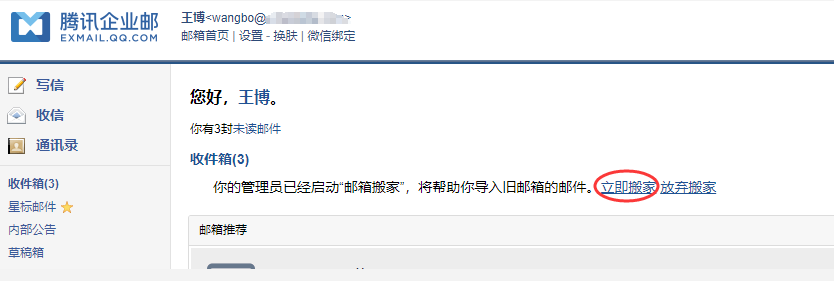 腾讯企业邮
EXMAIL.QQ.COM
王博<wangbo@
邮箱首页 | 设置 - 换肤 | 微信绑定
写信
收信
通讯录
收件箱(3)
星标邮件
内部公告
草稿箱
您好，王博。
你有3封未读邮件
收件箱(3)
你的管理员已经启动“邮箱搬家”，将帮助你导入旧邮箱的邮件。立即搬家 放弃搬家
邮箱推荐